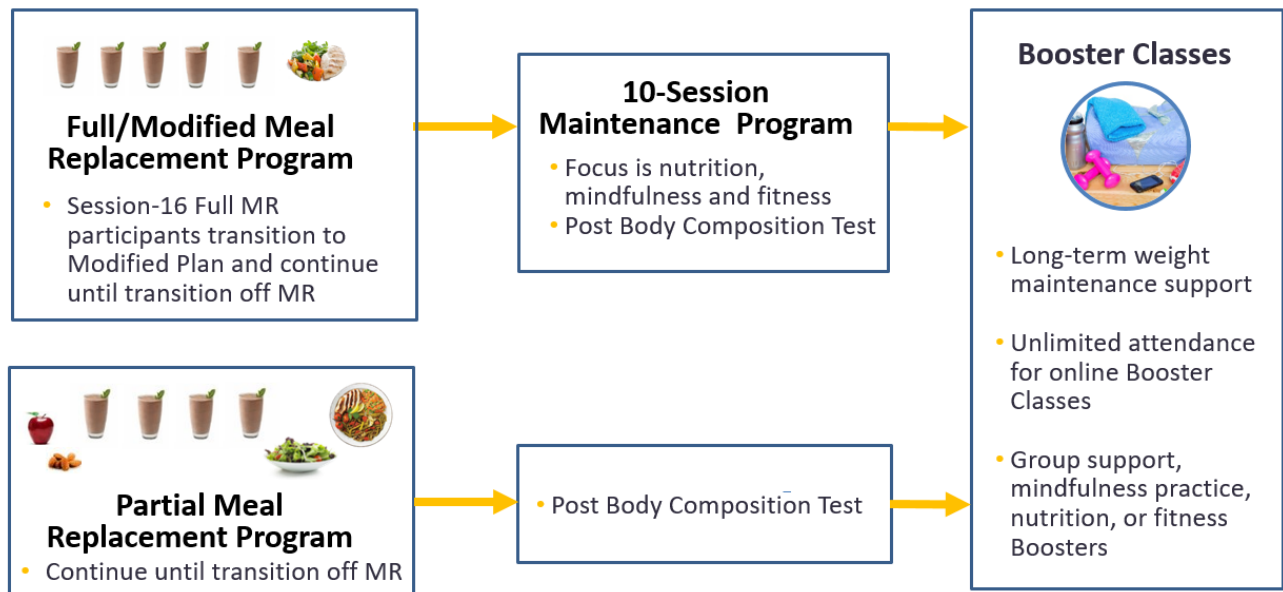 Full/Modified Meal
Replacement Program
• Session-16 Full MR
participants transition to
Modified Plan and continue
until transition off MR
10-Session
Maintenance Program
• Focus is nutrition,
mindfulness and fitness
• Post Body Composition Test
Booster Classes
• Long-term weight
maintenance support
• Unlimited attendance
for online Booster
Classes
• Group support,
mindfulness practice,
nutrition, or fitness
Boosters
Partial Meal
Replacement Program
• Continue until transition off MR
• Post Body Composition Test